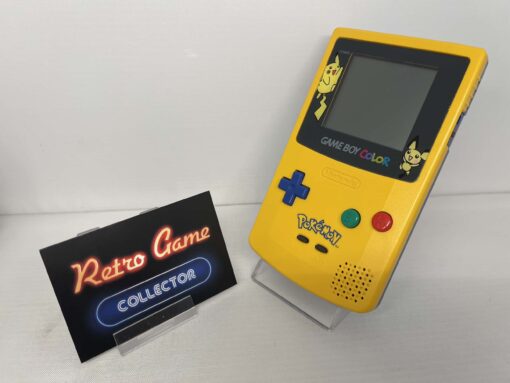 GAME BOY COLOR
Nintendo
POKéMON
Retro Game
COLLECTOR